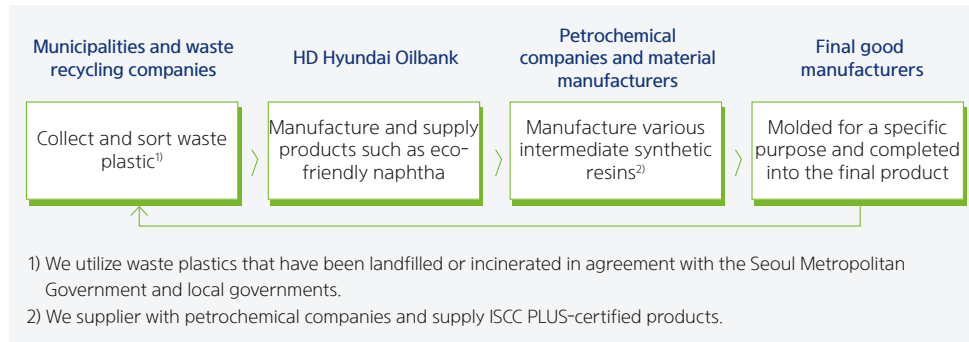 Municipalities and waste
recycling companies
Collect and sort waste
plastic1)
HD Hyundai Oilbank
Manufacture and supply
products such as eco-
friendly naphtha
Petrochemical
companies and material
manufacturers
Manufacture various
intermediate synthetic
resins2)
Final good
manufacturers
Molded for a specific
purpose and completed
into the final product
1) We utilize waste plastics that have been landfilled or incinerated in agreement with the Seoul Metropolitan
Government and local governments.
2) We supplier with petrochemical companies and supply ISCC PLUS-certified products.